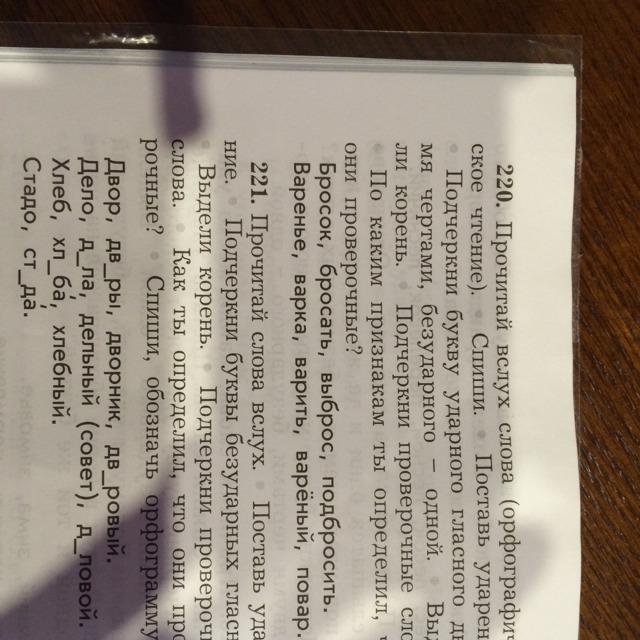 220. Прочитай вслух слова (орфографи
ское чтение). • Спиши. • Поставь ударен
• Подчеркни букву ударного гласного д
мя чертами, безударного – одной. • Вы
ли корень. • Подчеркни проверочные сло
• По каким признакам ты определил, ч
они проверочные?
Бросок, бросать, выброс, подбросить.
Варенье, варка, варить, варёный, повар.
221. Прочитай слова вслух. • Поставь уда
ние. • Подчеркни буквы безударных гласн
• Выдели корень. • Подчеркни провероч
слова. • Как ты определил, что они про
рочные? • Спиши, обозначь орфограмму
Двор, дв_ры, дворник, дв_ровый.
Дело, д_ла, дельный (совет), д_ловой.
Хлеб, хл_ба, хлебный.
Стадо, ст_да.